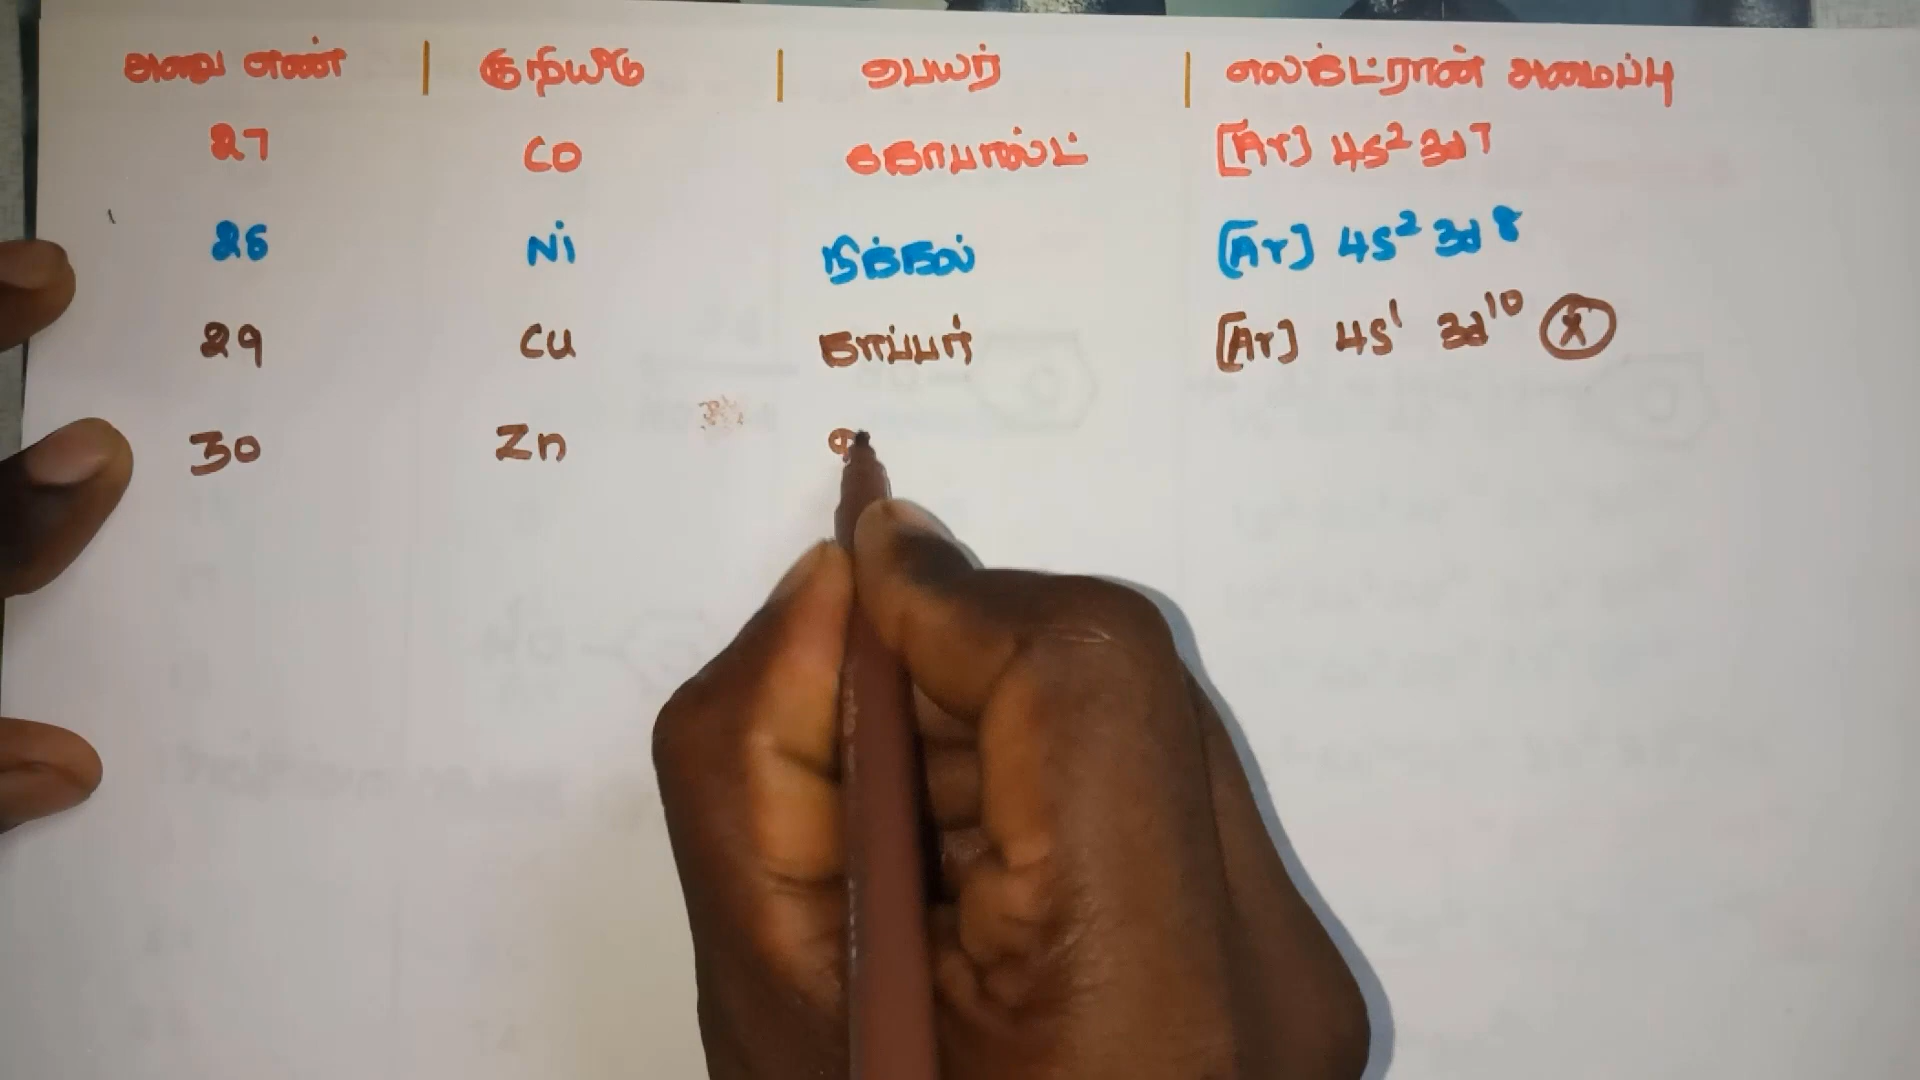 அணு எண் | குறியீடு | பெயர் | எலக்ட்ரான் அமைப்பு
27 CO கோபால்ட் [Ar] 4s² 3d⁷
28 Ni நிக்கல் [Ar] 4s² 3d⁸
29 Cu காப்பர் [Ar] 4s¹ 3d¹⁰ (*)
30 Zn